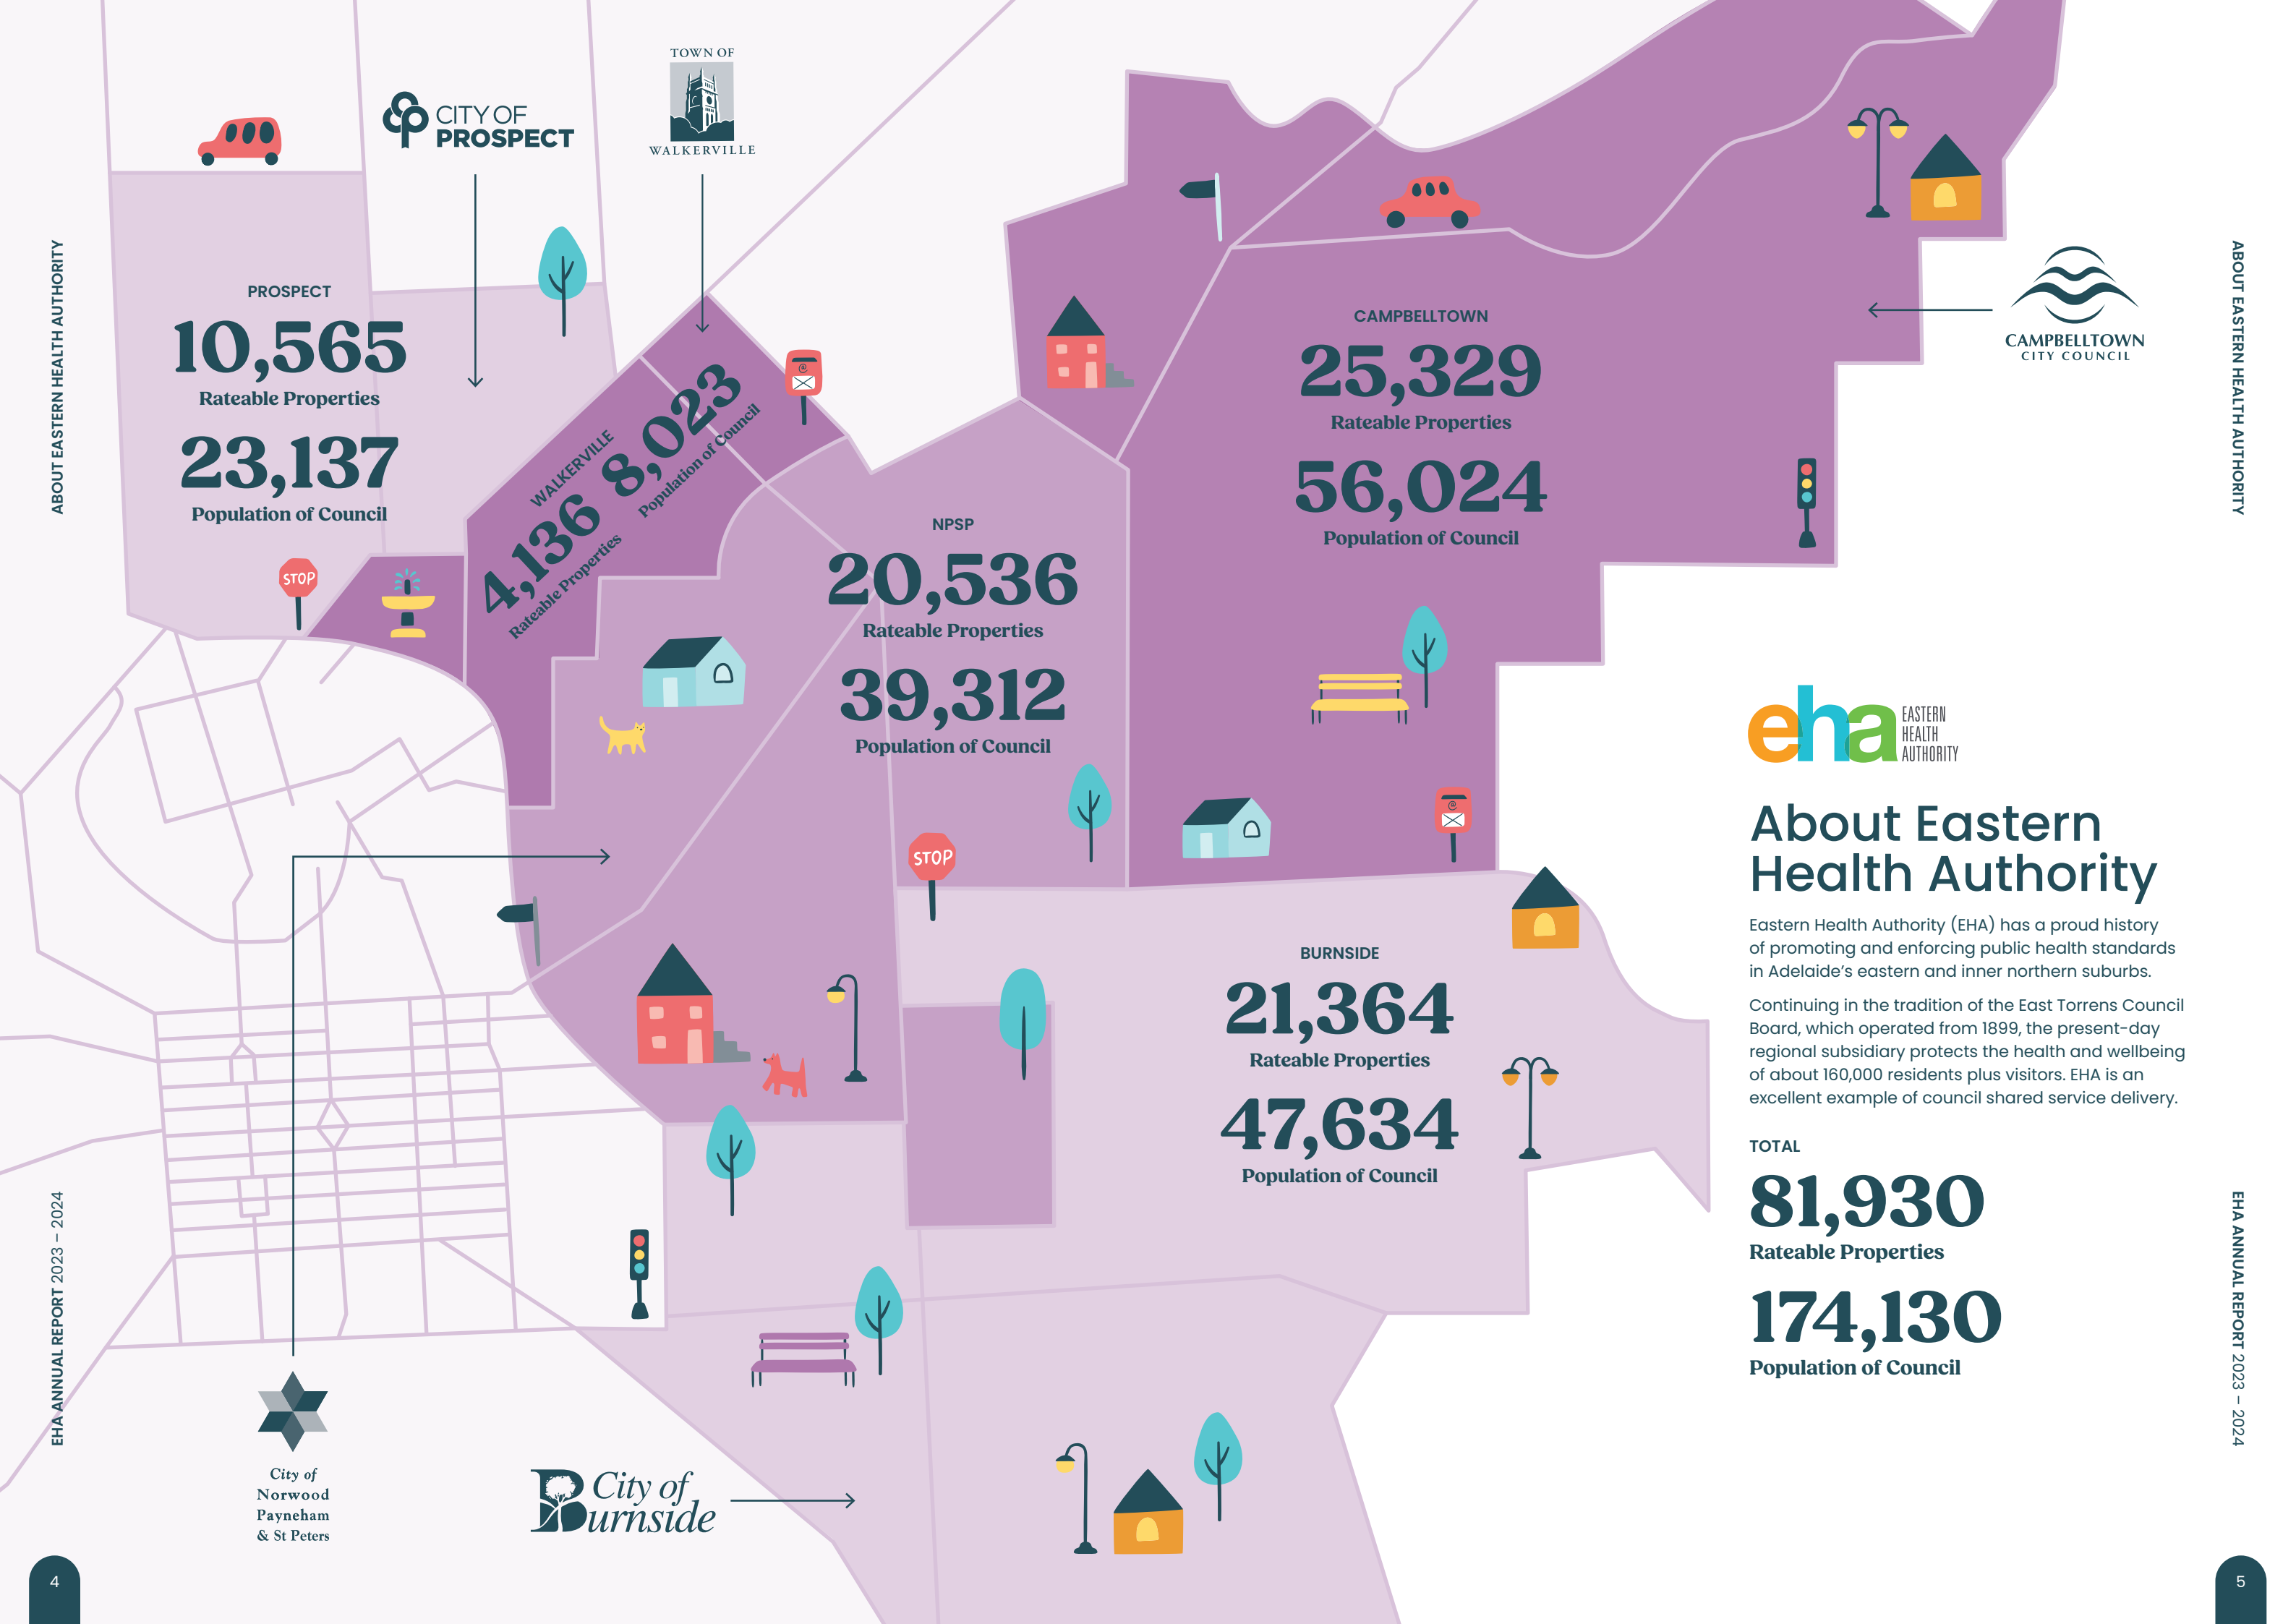 ABOUT EASTERN HEALTH AUTHORITY
EHA ANNUAL REPORT 2023 – 2024
4
CITY OF
PROSPECT
TOWN OF
WALKERVILLE
PROSPECT
10,565
Rateable Properties
23,137
Population of Council
WALKERVILLE
4,136
Rateable Properties
8,023
Population of Council
STOP
NPSP
20,536
Rateable Properties
39,312
Population of Council
STOP
CAMPBELLTOWN
25,329
Rateable Properties
56,024
Population of Council
CAMPBELLTOWN
CITY COUNCIL
BURNSIDE
21,364
Rateable Properties
47,634
Population of Council
City of
Norwood
Payneham
& St Peters
City of
Burnside
eha
EASTERN
HEALTH
AUTHORITY
About Eastern
Health Authority
Eastern Health Authority (EHA) has a proud history
of promoting and enforcing public health standards
in Adelaide’s eastern and inner northern suburbs.
Continuing in the tradition of the East Torrens Council
Board, which operated from 1899, the present-day
regional subsidiary protects the health and wellbeing
of about 160,000 residents plus visitors. EHA is an
excellent example of council shared service delivery.
TOTAL
81,930
Rateable Properties
174,130
Population of Council
ABOUT EASTERN HEALTH AUTHORITY
EHA ANNUAL REPORT 2023 – 2024
5